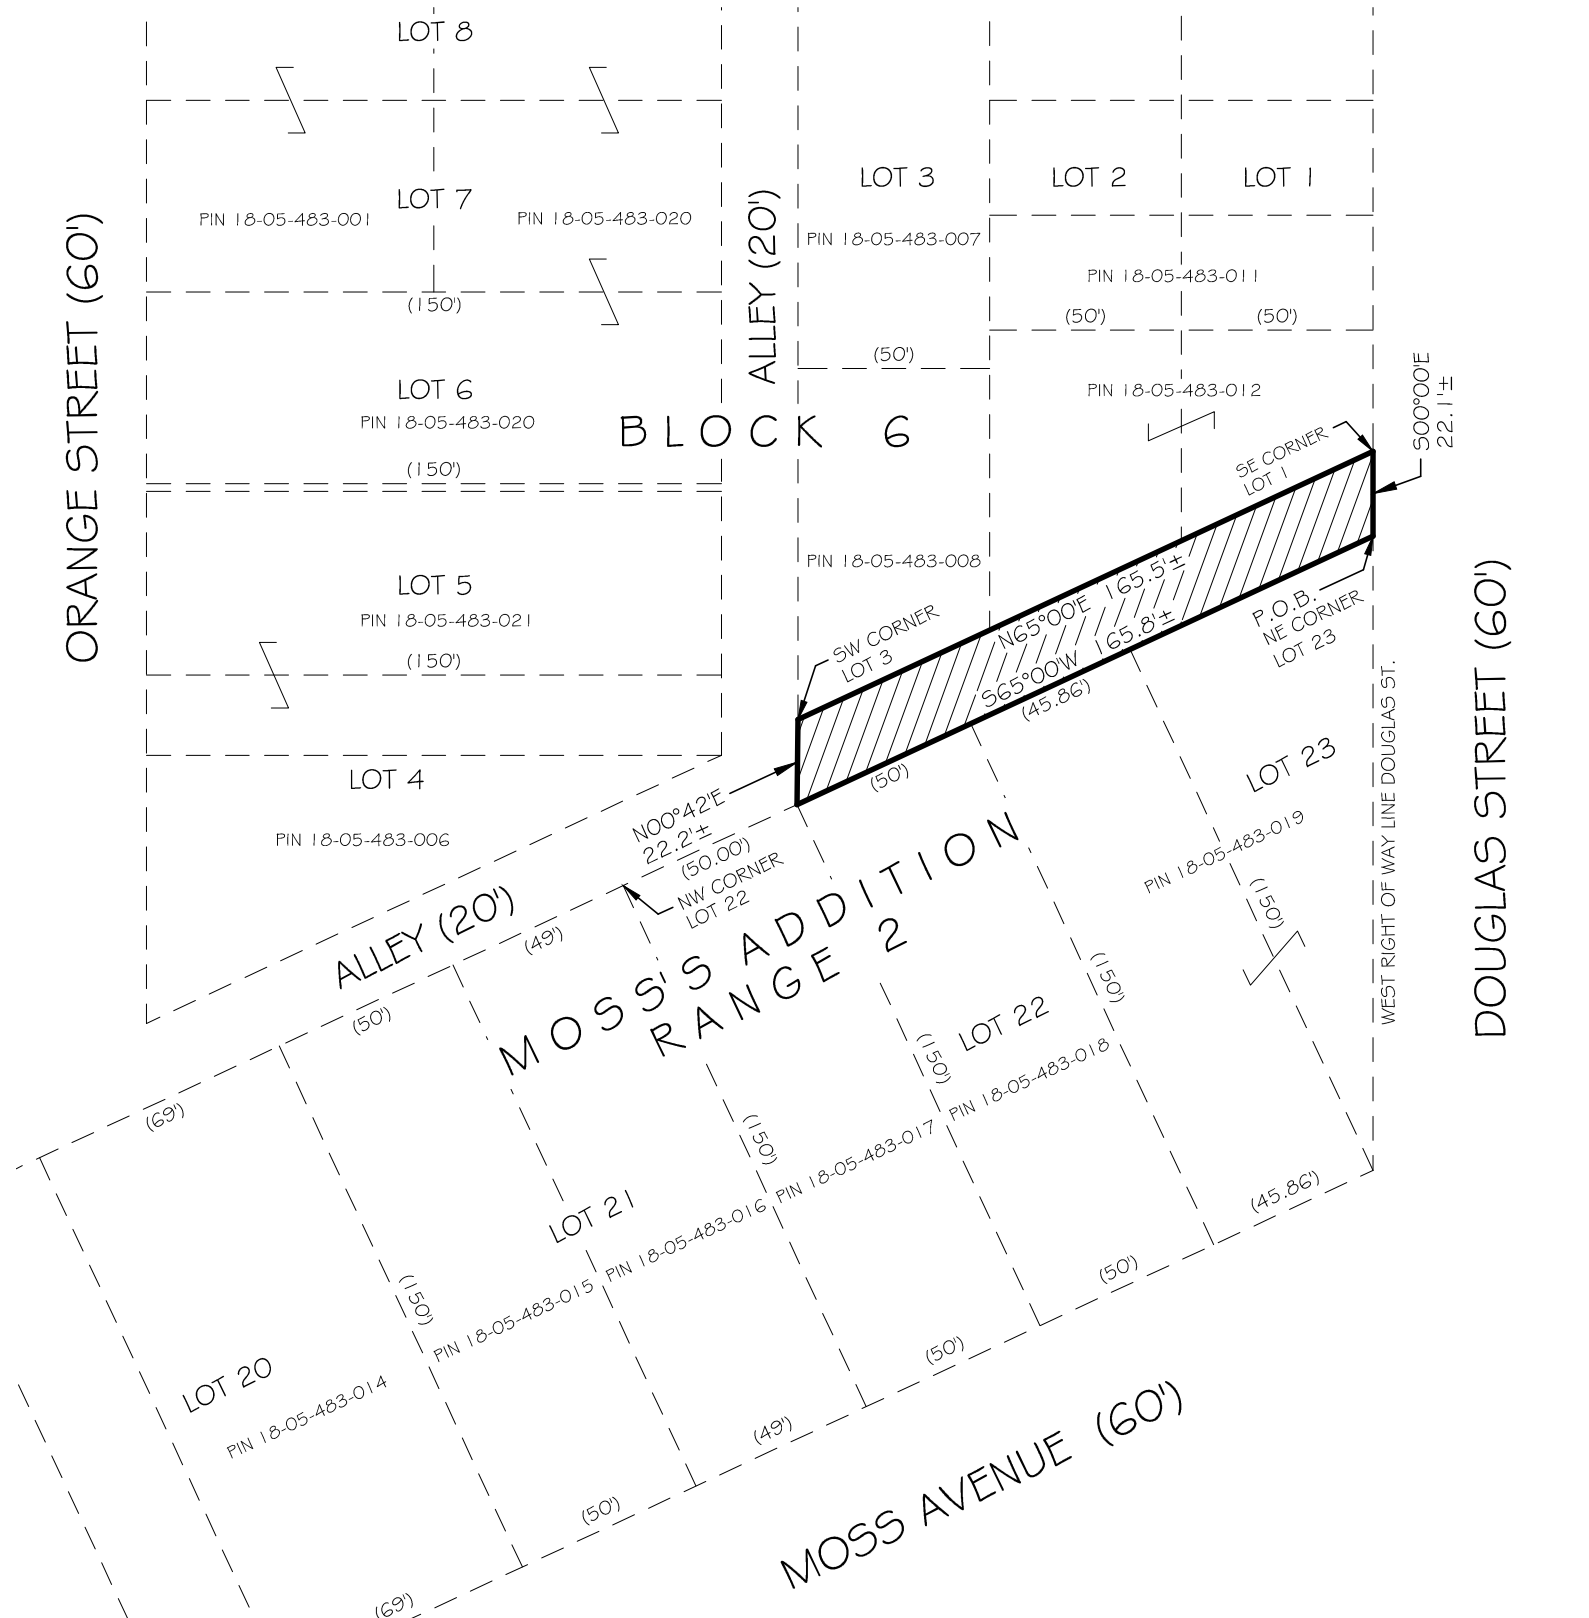 LOT 8
LOT 7
PIN 18-05-483-001
PIN 18-05-483-020
(150')
LOT 6
PIN 18-05-483-020
(150')
LOT 5
PIN 18-05-483-021
(150')
LOT 4
PIN 18-05-483-006
ORANGE STREET (60')
ALLEY (20')
BLOCK 6
LOT 3
PIN 18-05-483-007
(50')
PIN 18-05-483-008
LOT 2
LOT 1
PIN 18-05-483-011
(50')
(50')
PIN 18-05-483-012
SE CORNER
LOT 1
S00°00'E
22.1'±
N65°00'E 165.5'±
S65°00'W 165.8'±
(45.86')
(50')
SW CORNER
LOT 3
P.O.B.
NE CORNER
LOT 23
N00°42'E
22.2'±
(50.00')
NW CORNER
LOT 22
WEST RIGHT OF WAY LINE DOUGLAS ST.
DOUGLAS STREET (60')
LOT 23
PIN 18-05-483-019
(150')
ALLEY (20')
(49')
(50')
(69')
MOSS'S ADDITION
RANGE 2
(150')
LOT 22
PIN 18-05-483-018
(150')
PIN 18-05-483-017
(150')
LOT 21
PIN 18-05-483-016
PIN 18-05-483-015
(150')
LOT 20
PIN 18-05-483-014
(45.86')
(50')
(50')
(49')
(50')
(69')
MOSS AVENUE (60')